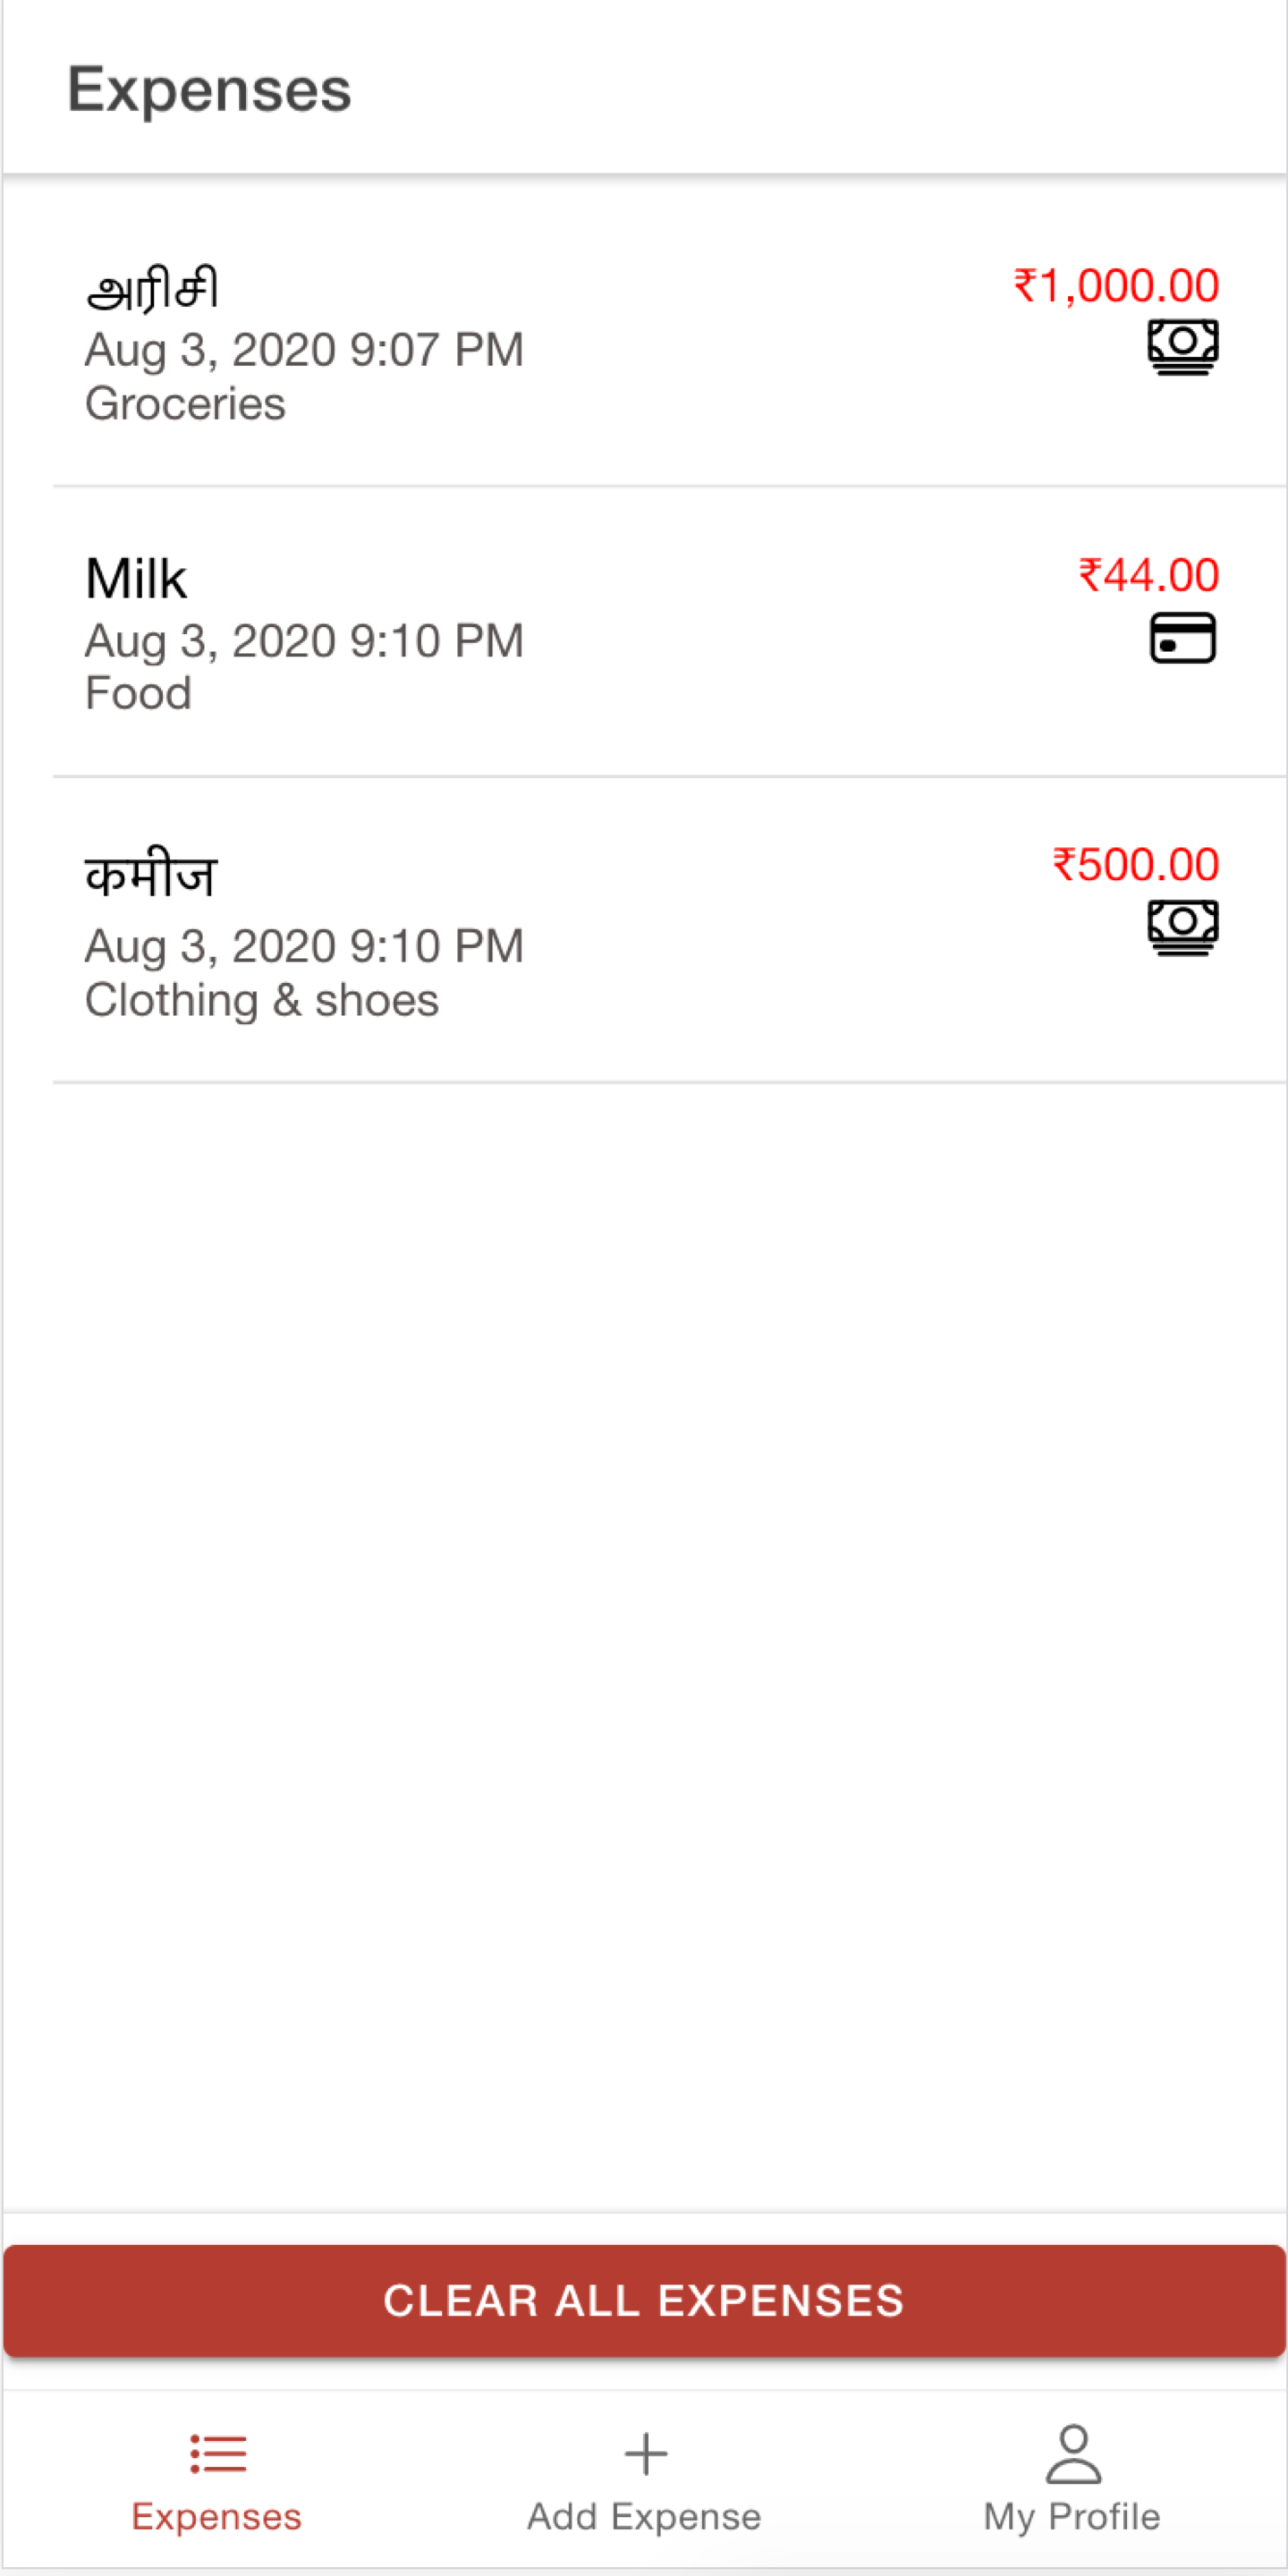 Expenses
அரிசி
₹1,000.00
Aug 3, 2020 9:07 PM
Groceries
Milk
₹44.00
Aug 3, 2020 9:10 PM
Food
कमीज
₹500.00
Aug 3, 2020 9:10 PM
Clothing & shoes
CLEAR ALL EXPENSES
Expenses
Add Expense
My Profile